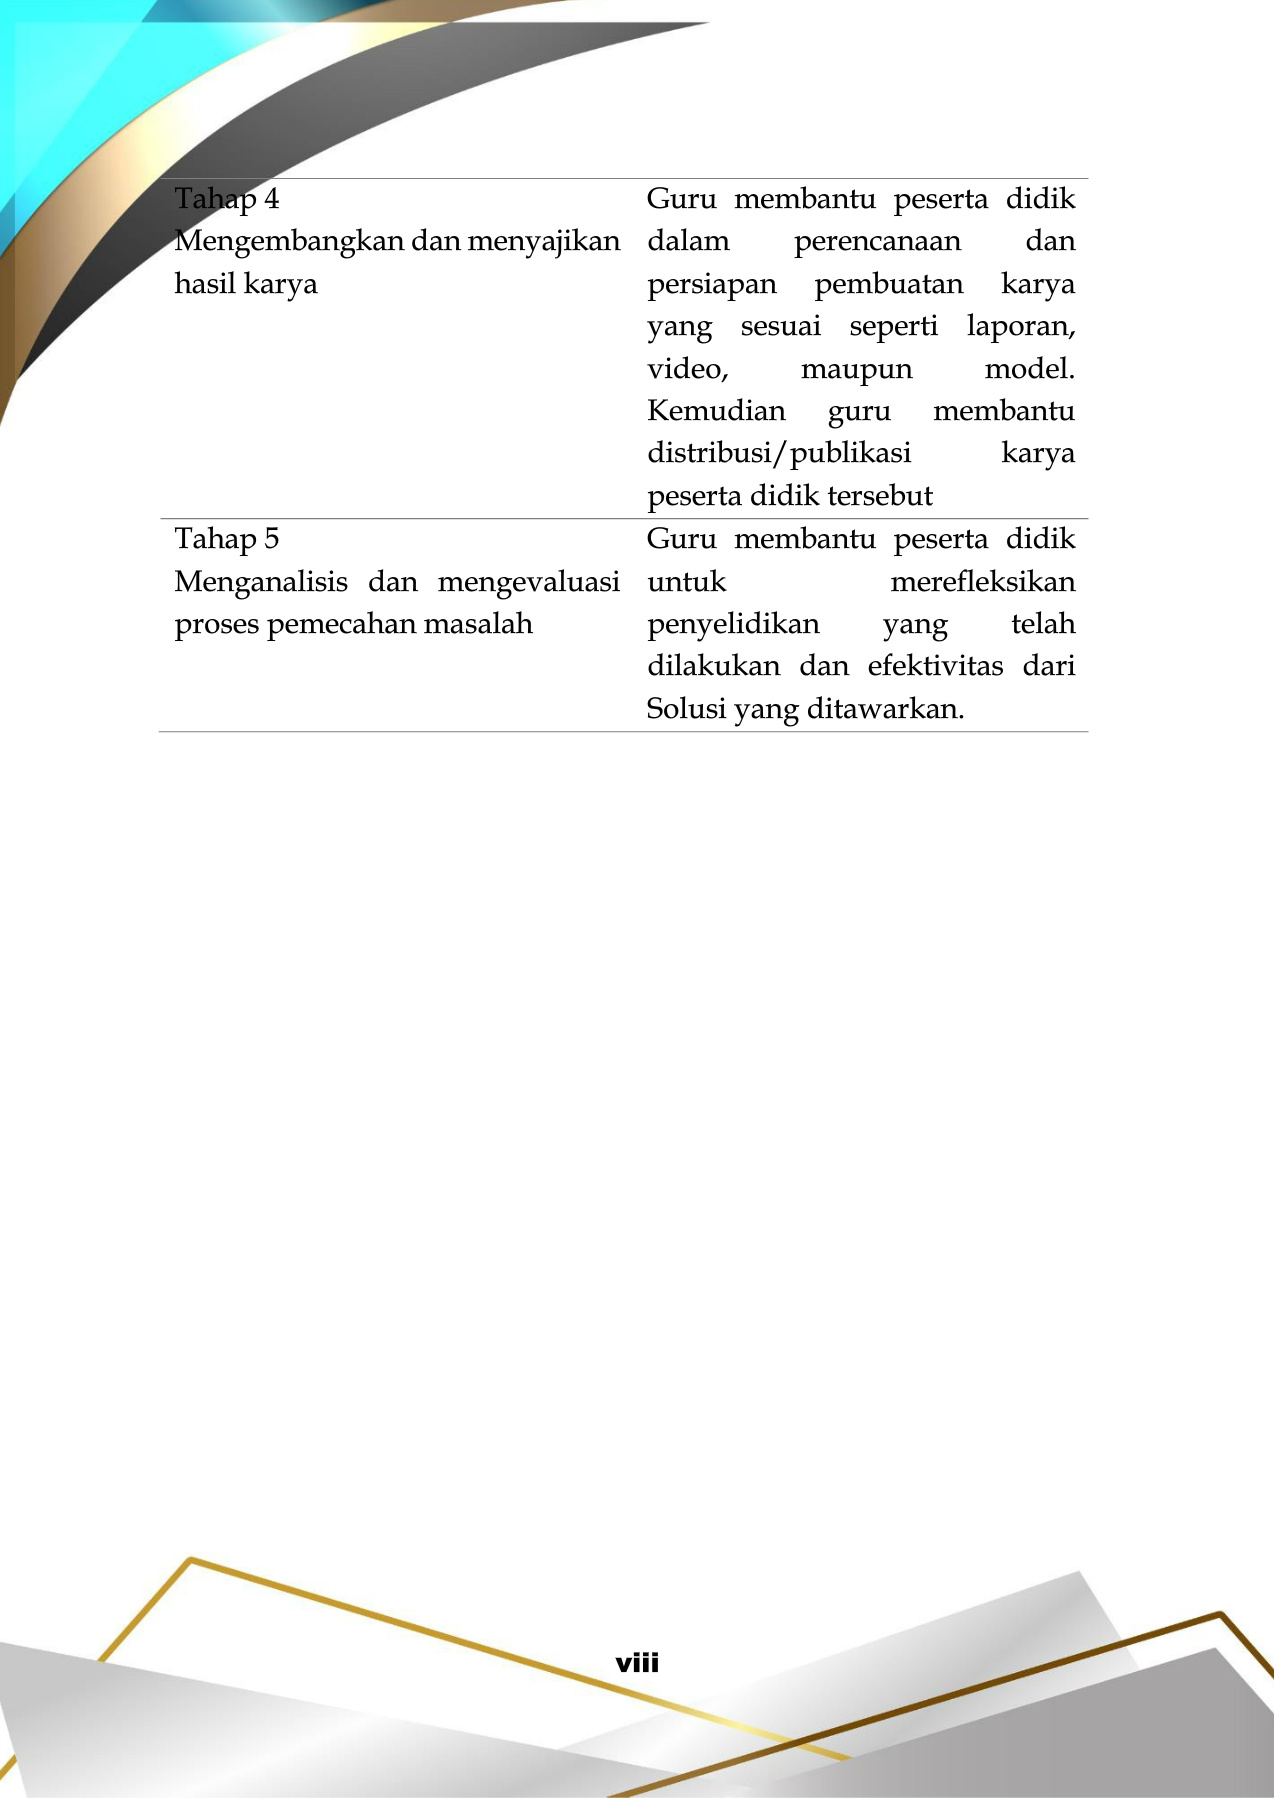 Tahap 4
Mengembangkan dan menyajikan
hasil karya
Guru membantu peserta didik
dalam perencanaan dan
persiapan pembuatan karya
yang sesuai seperti laporan,
video, maupun model.
Kemudian guru membantu
distribusi/publikasi karya
peserta didik tersebut
Tahap 5
Menganalisis dan mengevaluasi
proses pemecahan masalah
Guru membantu peserta didik
untuk merefleksikan
penyelidikan yang telah
dilakukan dan efektivitas dari
Solusi yang ditawarkan.
viii